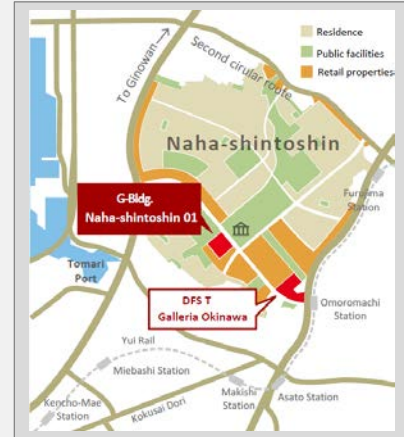 Residence
Public facilities
Retail properties
To Ginowan
Second cirular route
Naha-shintoshin
G-Bldg.
Naha-shintoshin 01
Furujima
Station
Tomari
Port
DFS T
Galleria Okinawa
Omoromachi
Station
Yui Rail
Miebashi Station
Makishi
Station
Asato Station
Kencho-Mae
Station
Kokusai Dori